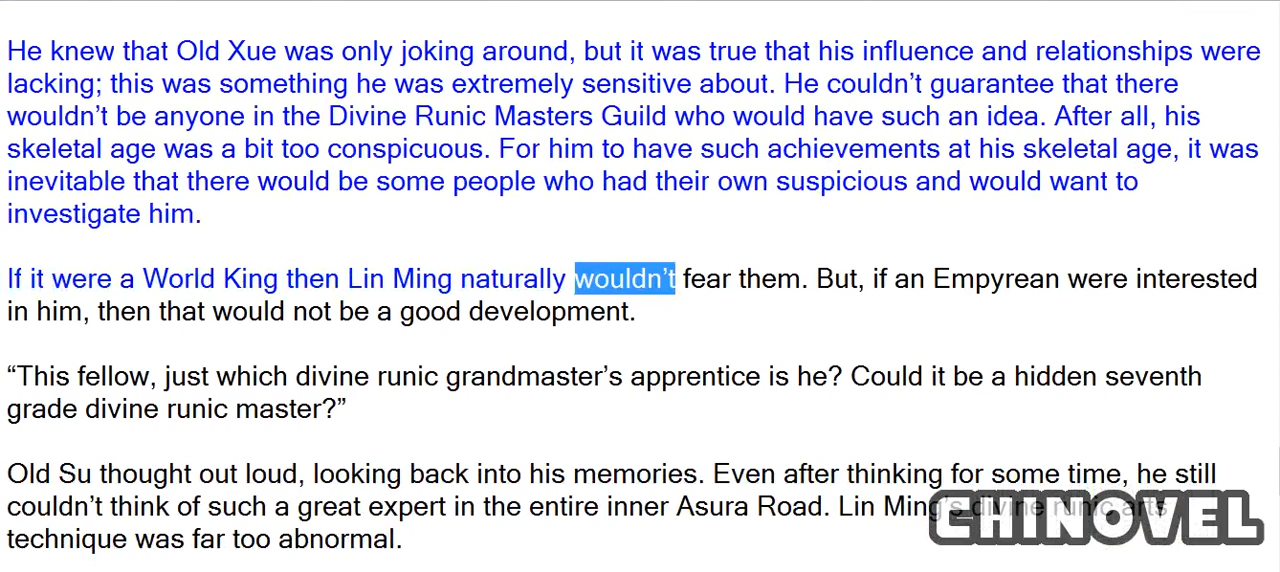 He knew that Old Xue was only joking around, but it was true that his influence and relationships were
lacking; this was something he was extremely sensitive about. He couldn’t guarantee that there
wouldn’t be anyone in the Divine Runic Masters Guild who would have such an idea. After all, his
skeletal age was a bit too conspicuous. For him to have such achievements at his skeletal age, it was
inevitable that there would be some people who had their own suspicious and would want to
investigate him.
If it were a World King then Lin Ming naturally wouldn’t fear them. But, if an Empyrean were interested
in him, then that would not be a good development.
“This fellow, just which divine runic grandmaster’s apprentice is he? Could it be a hidden seventh
grade divine runic master?”
Old Su thought out loud, looking back into his memories. Even after thinking for some time, he still
couldn’t think of such a great expert in the entire inner Asura Road. Lin Ming’s divine runic arts
technique was far too abnormal.
CHINOVEL